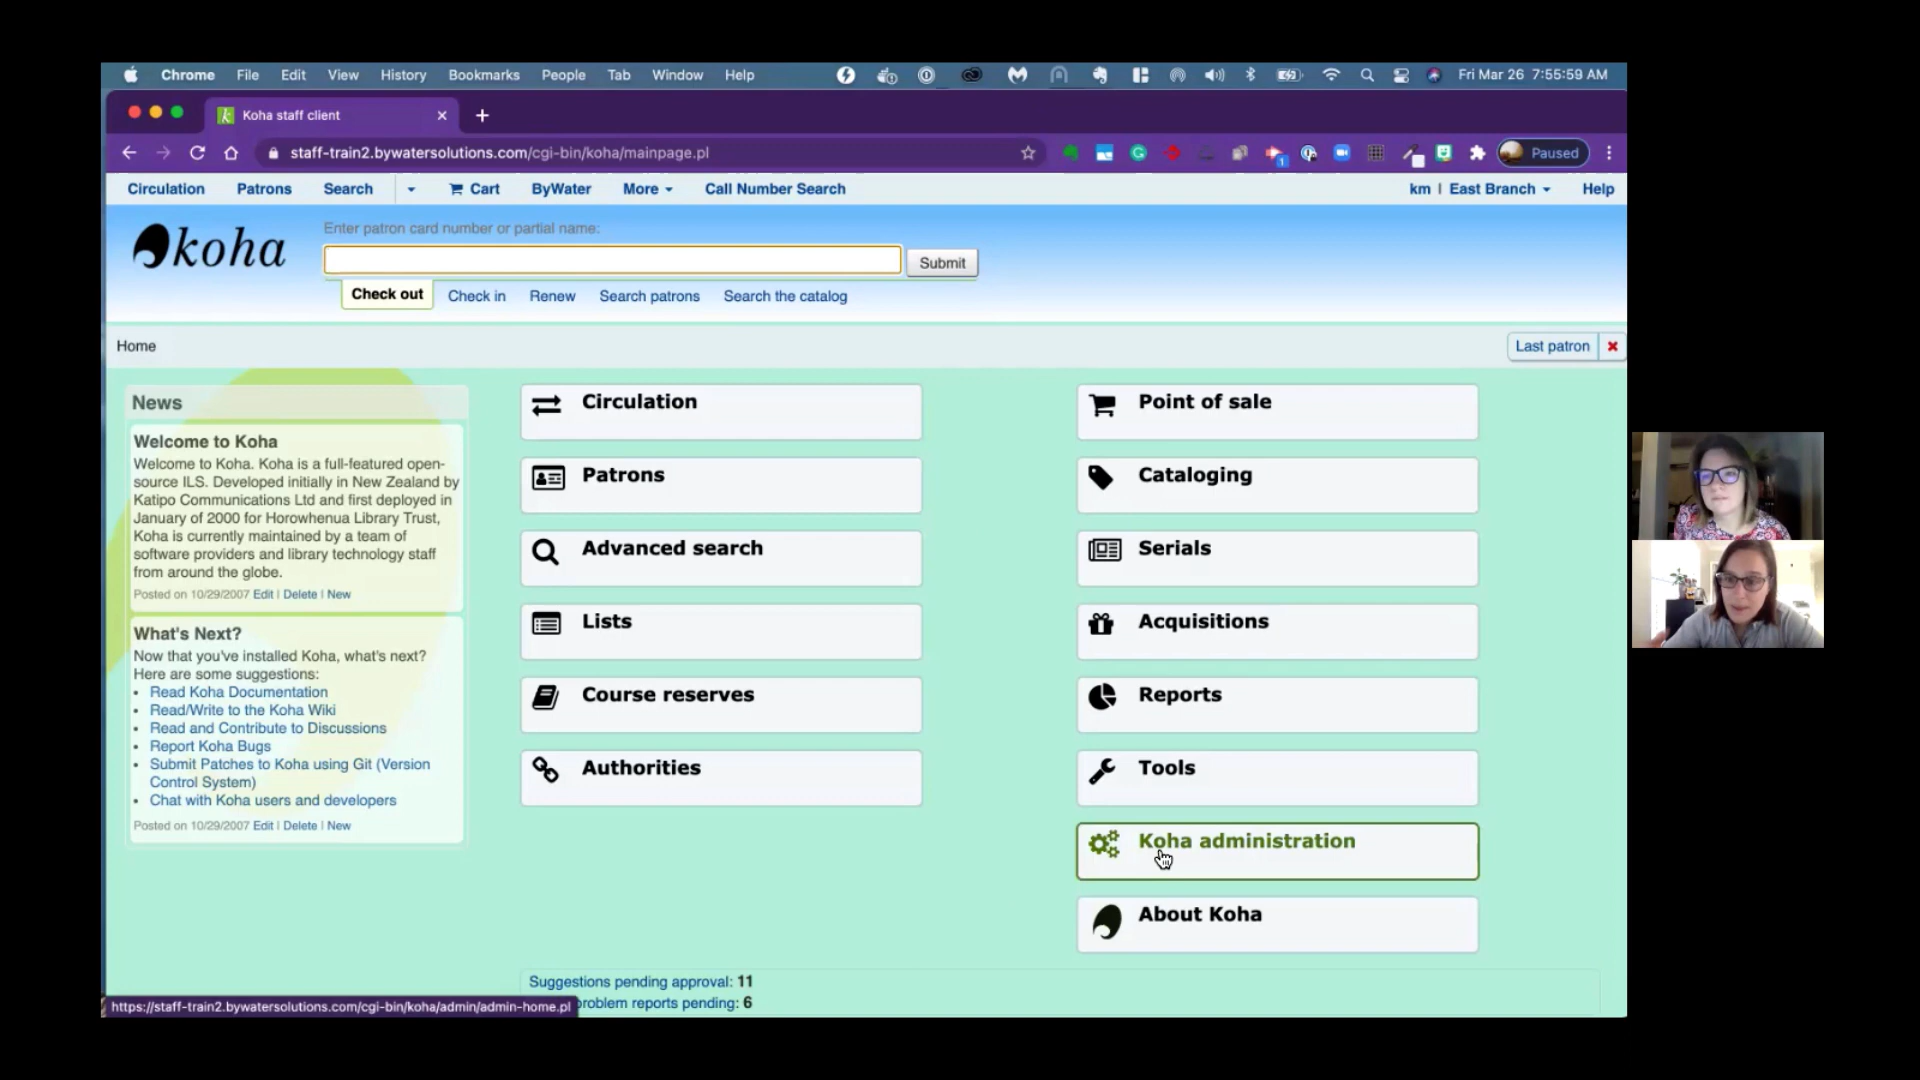 Chrome File Edit View History Bookmarks People Tab Window Help Fri Mar 26 7:55:59 AM
Koha staff client
staff-train2.bywatersolutions.com/cgi-bin/koha/mainpage.pl
Paused
Circulation Patrons Search Cart ByWater More Call Number Search km | East Branch Help
koha
Enter patron card number or partial name:
Submit
Check out Check in Renew Search patrons Search the catalog
Home
Last patron
News
Welcome to Koha
Welcome to Koha. Koha is a full-featured open-
source ILS. Developed initially in New Zealand by
Katipo Communications Ltd and first deployed in
January of 2000 for Horowhenua Library Trust,
Koha is currently maintained by a team of
software providers and library technology staff
from around the globe.
Posted on 10/29/2007 Edit | Delete | New
What's Next?
Now that you've installed Koha, what's next?
Here are some suggestions:
• Read Koha Documentation
• Read/Write to the Koha Wiki
• Read and Contribute to Discussions
• Report Koha Bugs
• Submit Patches to Koha using Git (Version
Control System)
• Chat with Koha users and developers
Posted on 10/29/2007 Edit | Delete | New
Circulation
Patrons
Advanced search
Lists
Course reserves
Authorities
Point of sale
Cataloging
Serials
Acquisitions
Reports
Tools
Koha administration
About Koha
Suggestions pending approval: 11
problem reports pending: 6
https://staff-train2.bywatersolutions.com/cgi-bin/koha/admin/admin-home.pl